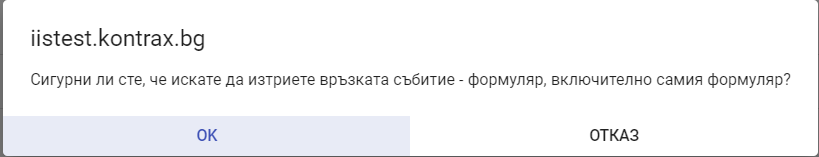 iistest.kontrax.bg
Сигурни ли сте, че искате да изтриете връзката събитие - формуляр, включително самия формуляр?
OK
ОТКАЗ